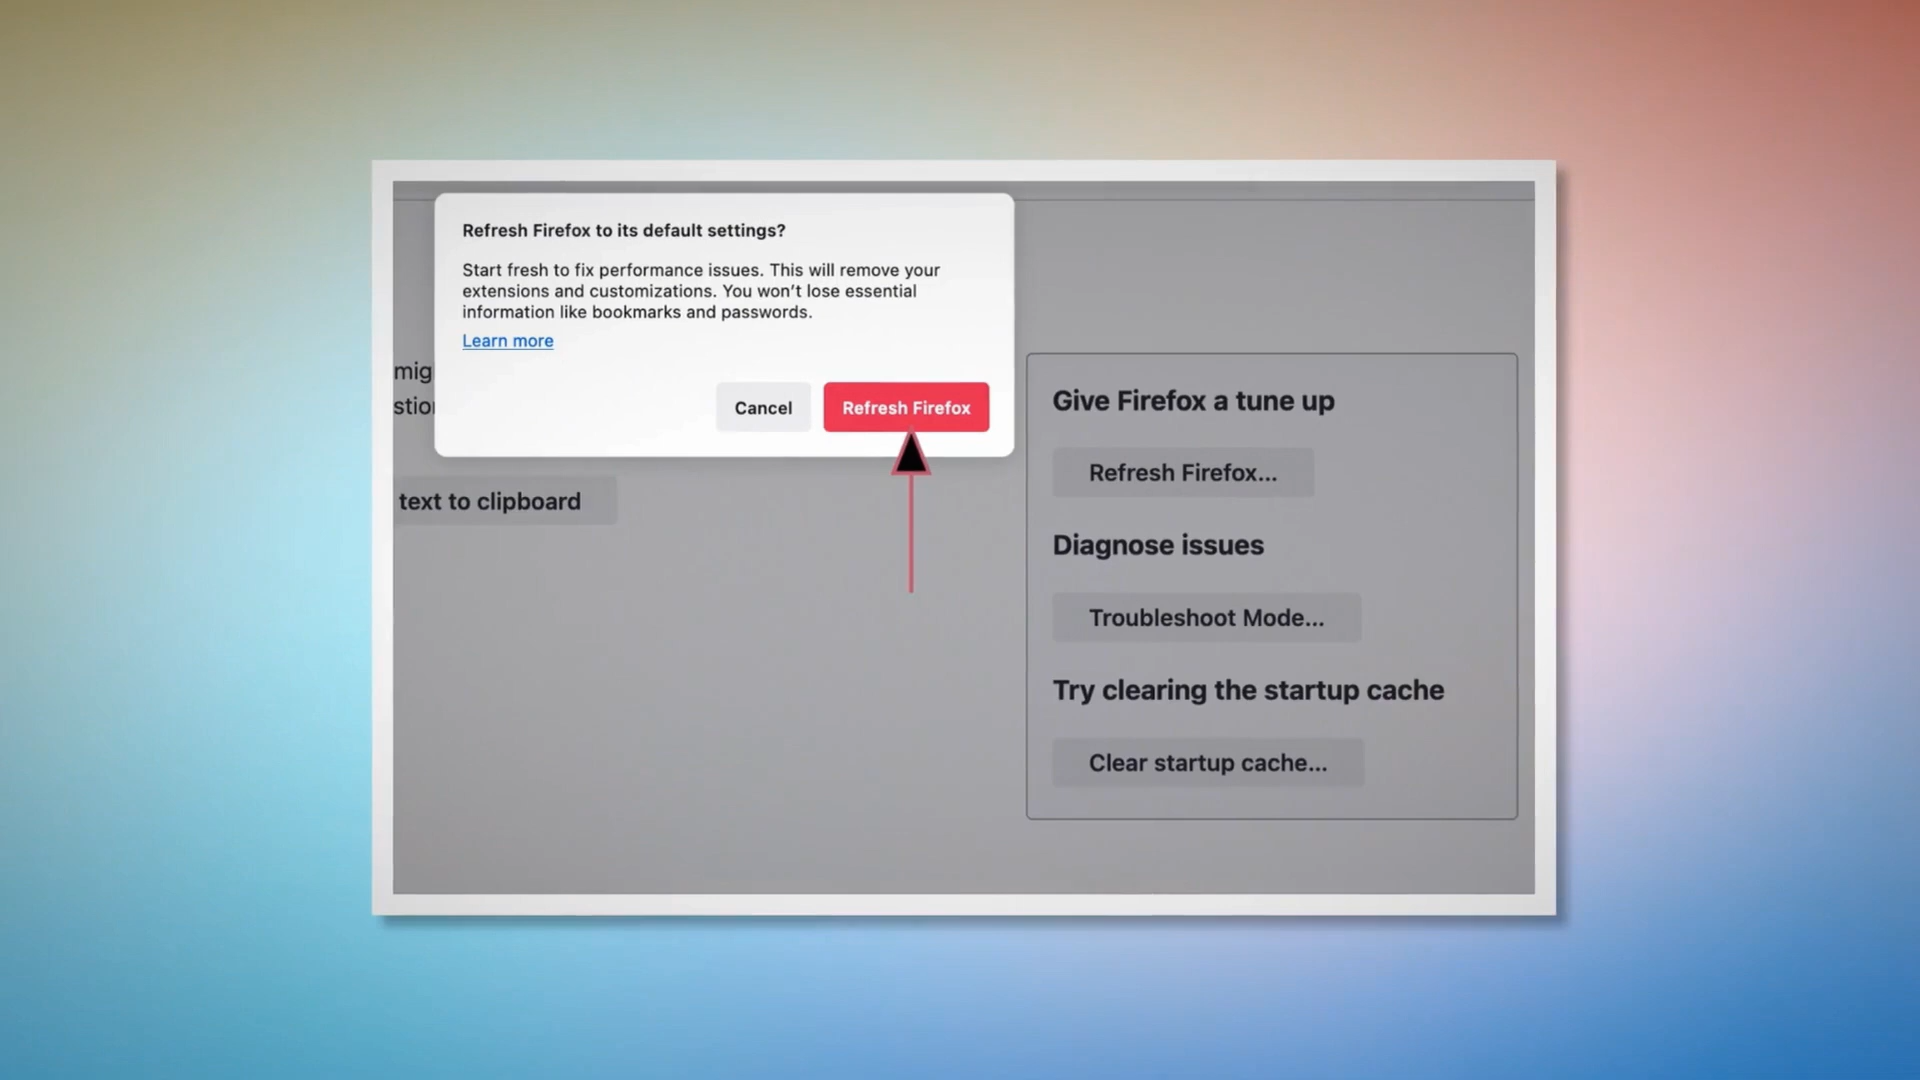 Refresh Firefox to its default settings?
Start fresh to fix performance issues. This will remove your
extensions and customizations. You won’t lose essential
information like bookmarks and passwords.
Learn more
Cancel
Refresh Firefox
mig
stion
text to clipboard
Give Firefox a tune up
Refresh Firefox...
Diagnose issues
Troubleshoot Mode...
Try clearing the startup cache
Clear startup cache...